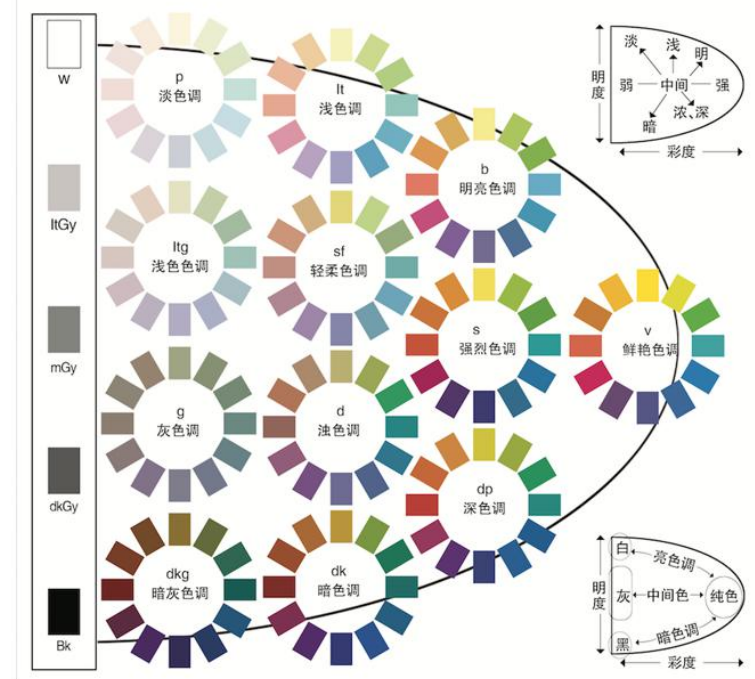 W
ltGy
mGy
dkGy
Bk
p
淡色调
lt
浅色调
b
明亮色调
ltg
浅色色调
sf
轻柔色调
s
强烈色调
v
鲜艳色调
g
灰色调
d
浊色调
dp
深色调
dkg
暗灰色调
dk
暗色调
明度
淡 浅 明
弱 中间 强
暗 浓、深
彩度
明度
白 亮色调
灰 中间色 纯色
黑 暗色调
彩度